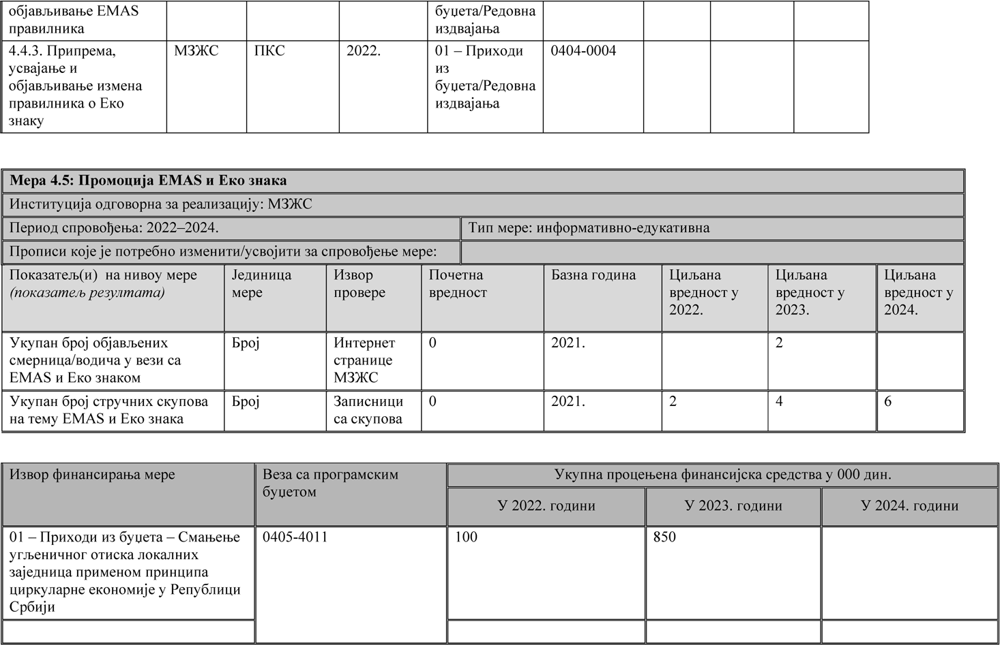 објављивање EMAS
правилника
буџета/Редовна
издвајања
4.4.3. Припрема,
усвајање и
објављивање измена
правилника о Еко
знаку
МЗЖС
ПКС
2022.
01 – Приходи
из
буџета/Редовна
издвајања
0404-0004
Мера 4.5: Промоција EMAS и Еко знака
Институција одговорна за реализацију: МЗЖС
Период спровођења: 2022–2024.
Тип мере: информативно-едукативна
Прописи које је потребно изменити/усвојити за спровођење мере:
Показатељ(и)  на нивоу мере
(показатељ резултата)
Јединица
мере
Извор
провере
Почетна
вредност
Базна година
Циљана
вредност у
2022.
Циљана
вредност у
2023.
Циљана
вредност у
2024.
Укупан број објављених
смерница/водича у вези са
EMAS и Еко знаком
Број
Интернет
странице
МЗЖС
0
2021.
2
Укупан број стручних скупова
на тему EMAS и Еко знака
Број
Записници
са скупова
0
2021.
2
4
6
Извор финансирања мере
Веза са програмским
буџетом
Укупна процењена финансијска средства у 000 дин.
У 2022. години
У 2023. години
У 2024. години
01 – Приходи из буџета – Смањење
угљеничног отиска локалних
заједница применом принципа
циркуларне економије у Републици
Србији
0405-4011
100
850